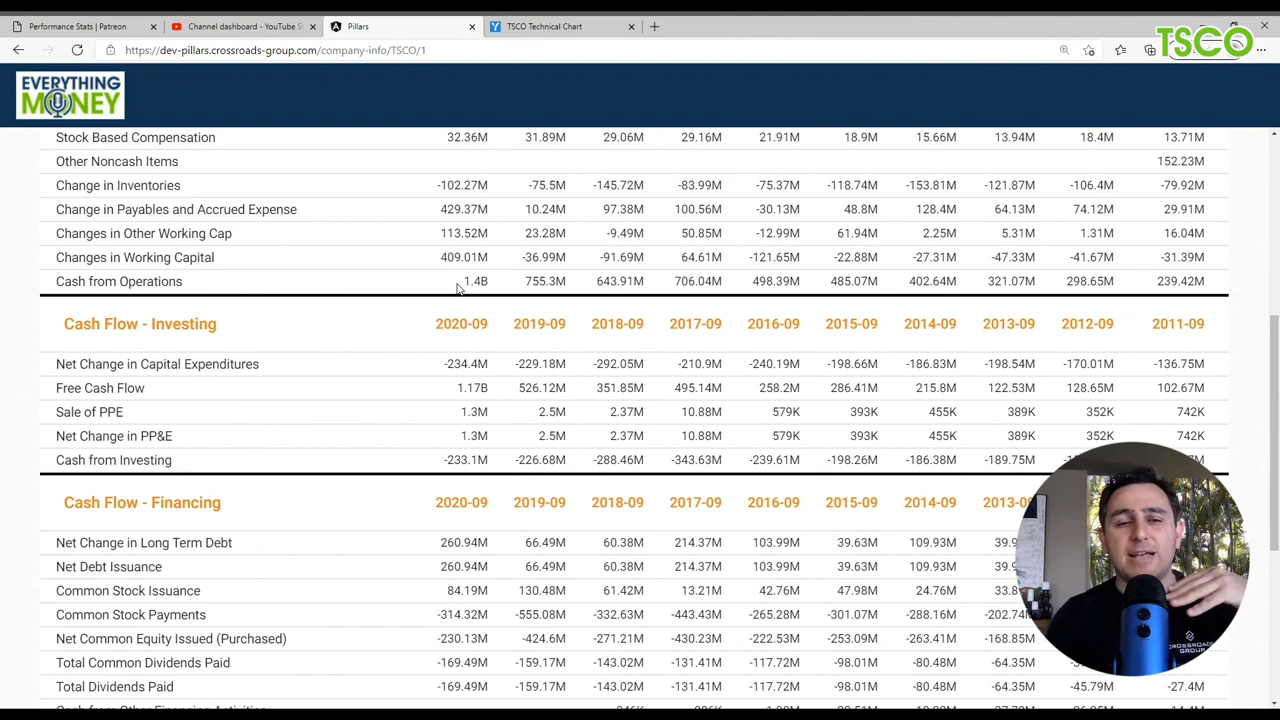 Performance Stats | Patreon
Channel dashboard - YouTube S
Pillars
TSCO Technical Chart
TSCO
https://dev-pillars.crossroads-group.com/company-info/TSCO/1
EVERYTHING
MONEY
Stock Based Compensation 32.36M 31.89M 29.06M 29.16M 21.91M 18.9M 15.66M 13.94M 18.4M 13.71M
Other Noncash Items 152.23M
Change in Inventories -102.27M -75.5M -145.72M -83.99M -75.37M -118.74M -153.81M -121.87M -106.4M -79.92M
Change in Payables and Accrued Expense 429.37M 10.24M 97.38M 100.56M -30.13M 48.8M 128.4M 64.13M 74.12M 29.91M
Changes in Other Working Cap 113.52M 23.28M -9.49M 50.85M -12.99M 61.94M 2.25M 5.31M 1.31M 16.04M
Changes in Working Capital 409.01M -36.99M -91.69M 64.61M -121.65M -22.88M -27.31M -47.33M -41.67M -31.39M
Cash from Operations 1.4B 755.3M 643.91M 706.04M 498.39M 485.07M 402.64M 321.07M 298.65M 239.42M
Cash Flow - Investing 2020-09 2019-09 2018-09 2017-09 2016-09 2015-09 2014-09 2013-09 2012-09 2011-09
Net Change in Capital Expenditures -234.4M -229.18M -292.05M -210.9M -240.19M -198.66M -186.83M -198.54M -170.01M -136.75M
Free Cash Flow 1.17B 526.12M 351.85M 495.14M 258.2M 286.41M 215.8M 122.53M 128.65M 102.67M
Sale of PPE 1.3M 2.5M 2.37M 10.88M 579K 393K 455K 389K 352K 742K
Net Change in PP&E 1.3M 2.5M 2.37M 10.88M 579K 393K 455K 389K 352K 742K
Cash from Investing -233.1M -226.68M -288.46M -343.63M -239.61M -198.26M -186.38M -189.75M
Cash Flow - Financing 2020-09 2019-09 2018-09 2017-09 2016-09 2015-09 2014-09 2013-0
Net Change in Long Term Debt 260.94M 66.49M 60.38M 214.37M 103.99M 39.63M 109.93M 39.9
Net Debt Issuance 260.94M 66.49M 60.38M 214.37M 103.99M 39.63M 109.93M 39.9
Common Stock Issuance 84.19M 130.48M 61.42M 13.21M 42.76M 47.98M 24.76M 33.8
Common Stock Payments -314.32M -555.08M -332.63M -443.43M -265.28M -301.07M -288.16M -202.74
Net Common Equity Issued (Purchased) -230.13M -424.6M -271.21M -430.23M -222.53M -253.09M -263.41M -168.85M
Total Common Dividends Paid -169.49M -159.17M -143.02M -131.41M -117.72M -98.01M -80.48M -64.35M
Total Dividends Paid -169.49M -159.17M -143.02M -131.41M -117.72M -98.01M -80.48M -64.35M -45.79M -27.4M
CROSSROADS
GROUP